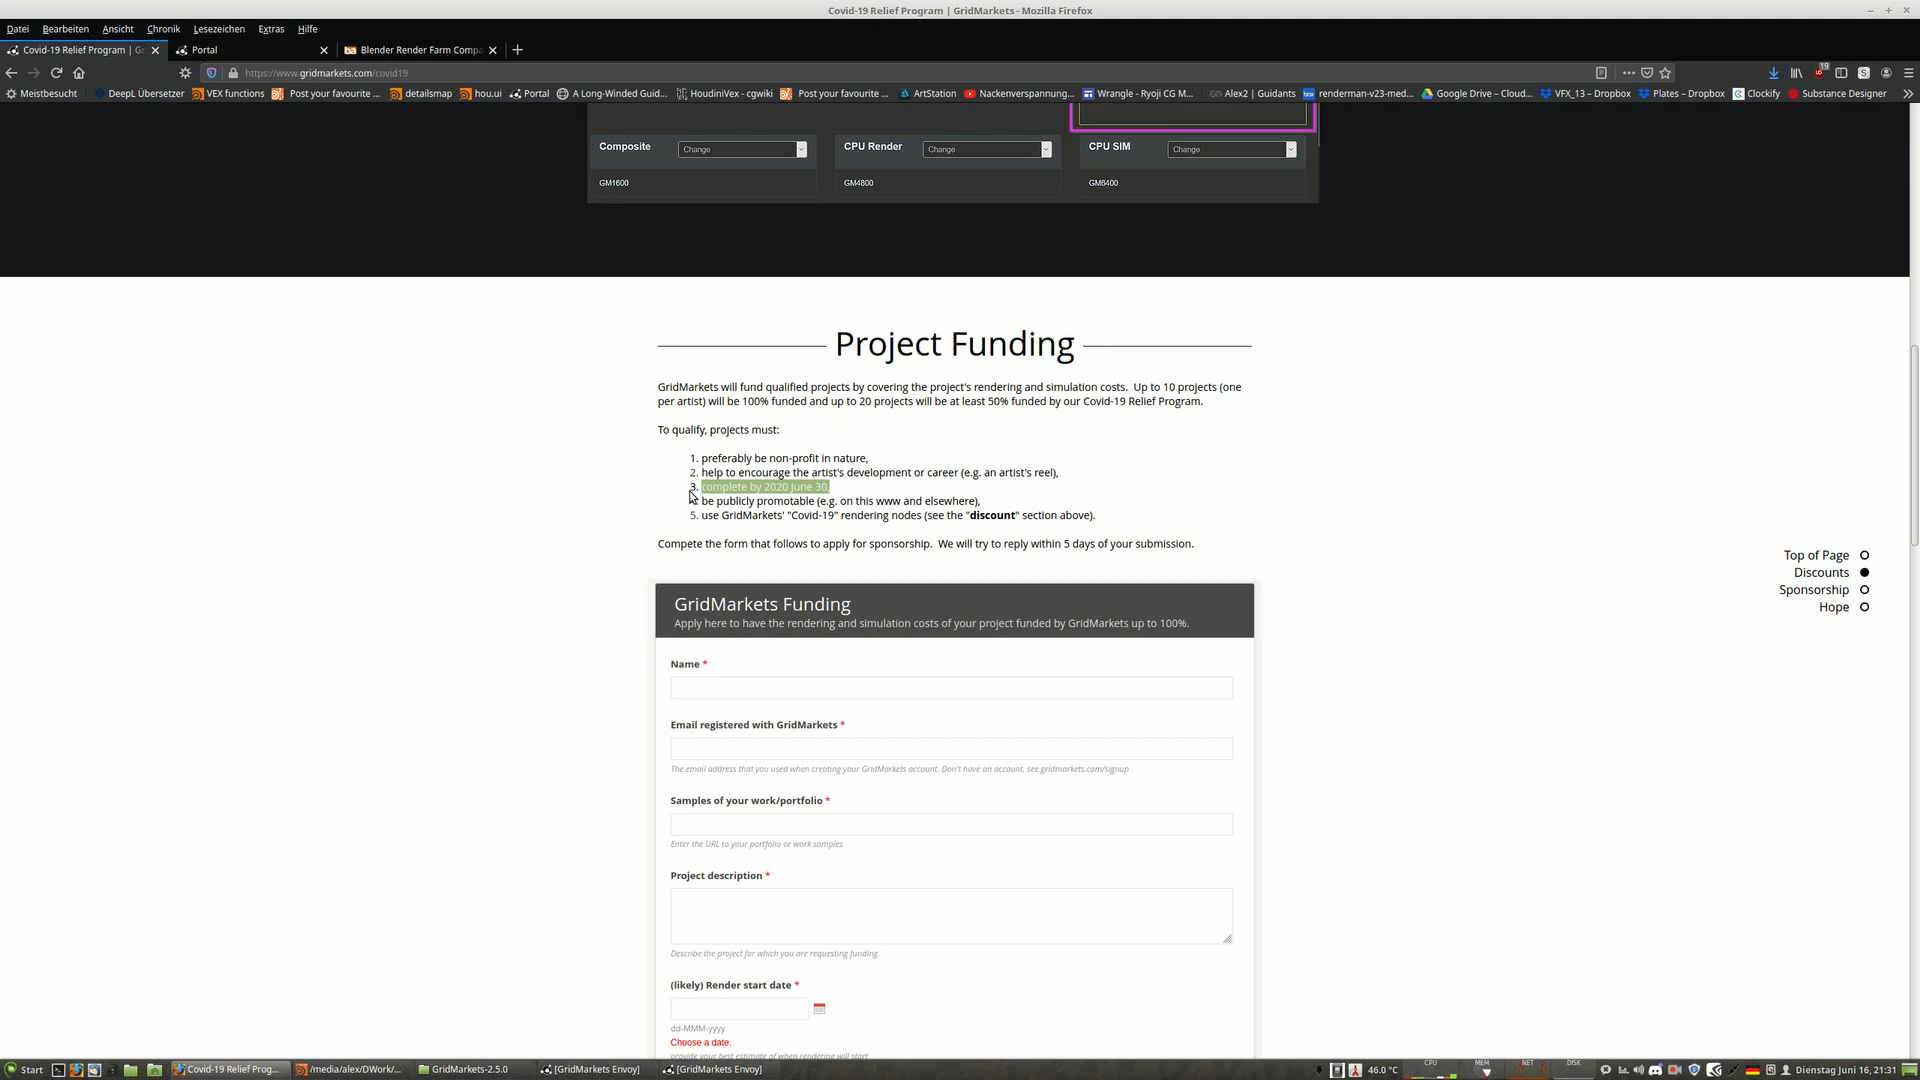 Covid-19 Relief Program | GridMarkets - Mozilla Firefox
Datei Bearbeiten Ansicht Chronik Lesezeichen Extras Hilfe
Covid-19 Relief Program | Gr
Portal
Blender Render Farm Compa
https://www.gridmarkets.com/covid19
19
Meistbesucht
DeepL Übersetzer
VEX functions
Post your favourite ...
detailsmap
hou.ui
Portal
A Long-Winded Guid...
HoudiniVex - cgwiki
Post your favourite ...
ArtStation
Nackenverspannung...
Wrangle - Ryoji CG M...
Alex2 | Guidants
renderman-v23-med...
Google Drive – Cloud...
VFX_13 – Dropbox
Plates – Dropbox
Clockify
Substance Designer
Composite Change CPU Render Change CPU SIM Change
GM1600 GM4800 GM6400
Project Funding
GridMarkets will fund qualified projects by covering the project's rendering and simulation costs.  Up to 10 projects (one
per artist) will be 100% funded and up to 20 projects will be at least 50% funded by our Covid-19 Relief Program.
To qualify, projects must:
1. preferably be non-profit in nature,
2. help to encourage the artist's development or career (e.g. an artist's reel),
3. complete by 2020 June 30,
be publicly promotable (e.g. on this www and elsewhere),
5. use GridMarkets' "Covid-19" rendering nodes (see the "discount" section above).
Compete the form that follows to apply for sponsorship.  We will try to reply within 5 days of your submission.
Top of Page
Discounts
Sponsorship
Hope
GridMarkets Funding
Apply here to have the rendering and simulation costs of your project funded by GridMarkets up to 100%.
Name *
Email registered with GridMarkets *
The email address that you used when creating your GridMarkets account. Don't have an account, see gridmarkets.com/signup
Samples of your work/portfolio *
Enter the URL to your portfolio or work samples
Project description *
Describe the project for which you are requesting funding.
(likely) Render start date *
dd-MMM-yyyy
Choose a date.
provide your best estimate of when rendering will start
Start
Covid-19 Relief Prog...
/media/alex/DWork/...
GridMarkets-2.5.0
[GridMarkets Envoy]
[GridMarkets Envoy]
46.0 °C
CPU
MEM
NET
DISK
Dienstag Juni 16, 21:31